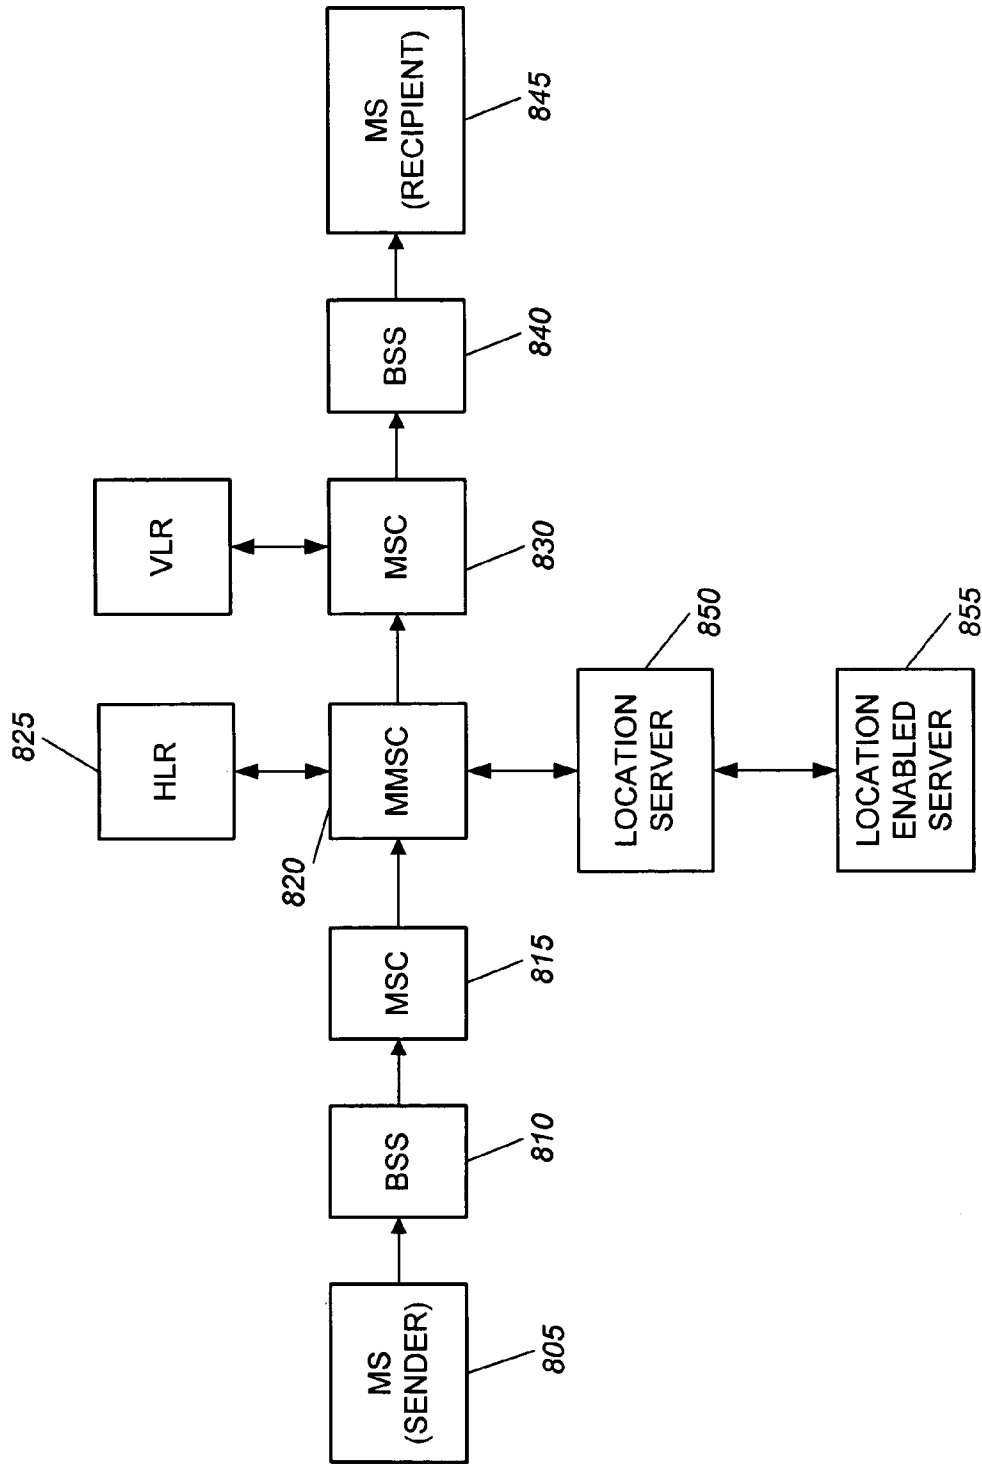 825
HLR
VLR
MS
(SENDER)
805
BSS
810
MSC
815
820
MMSC
MSC
830
BSS
840
MS
(RECIPIENT)
845
LOCATION
SERVER
850
LOCATION
ENABLED
SERVER
855